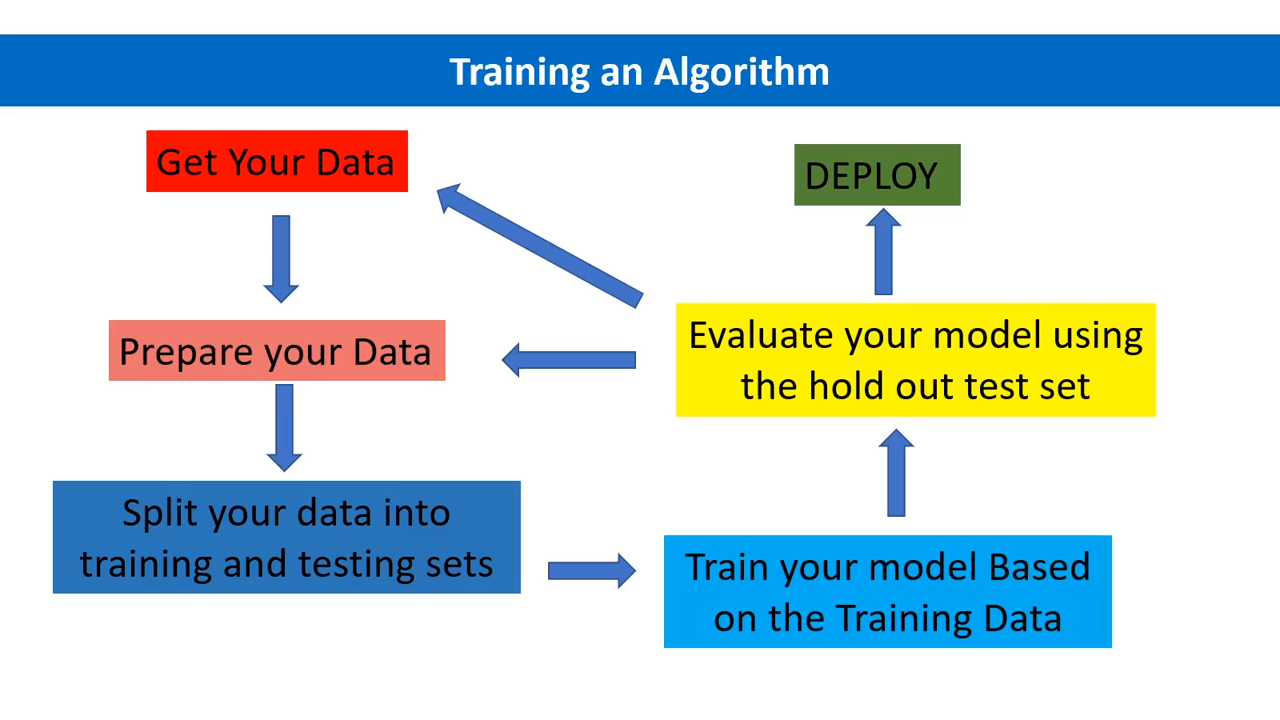 Training an Algorithm
Get Your Data
DEPLOY
Prepare your Data
Evaluate your model using
the hold out test set
Split your data into
training and testing sets
Train your model Based
on the Training Data